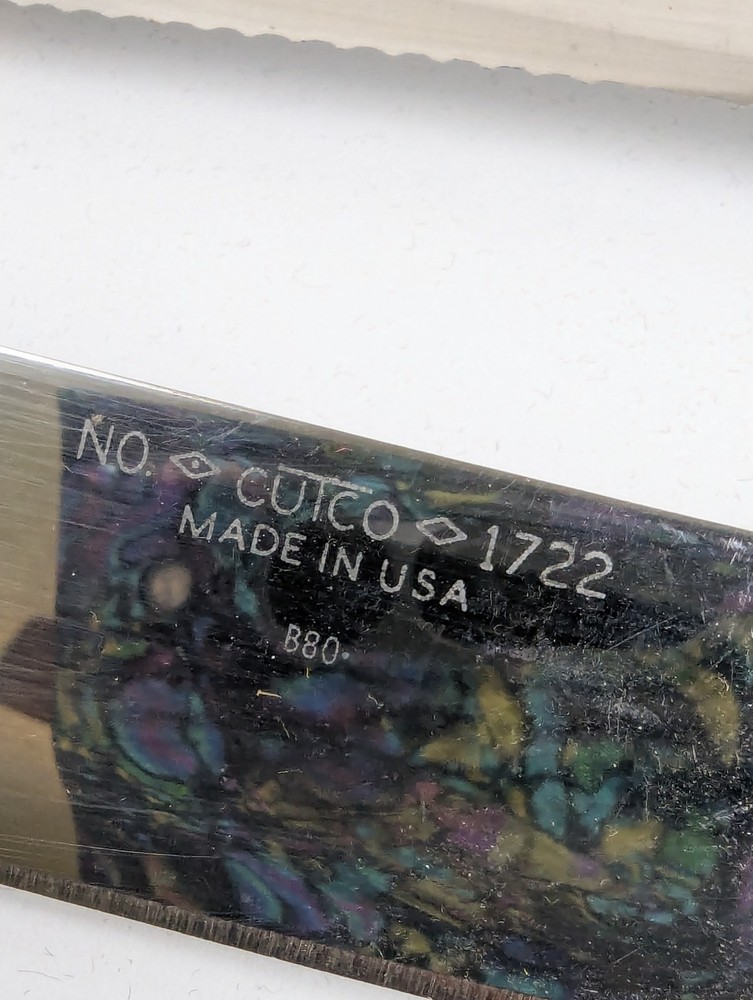 NO. CUTCO 1722
MADE IN USA
B80